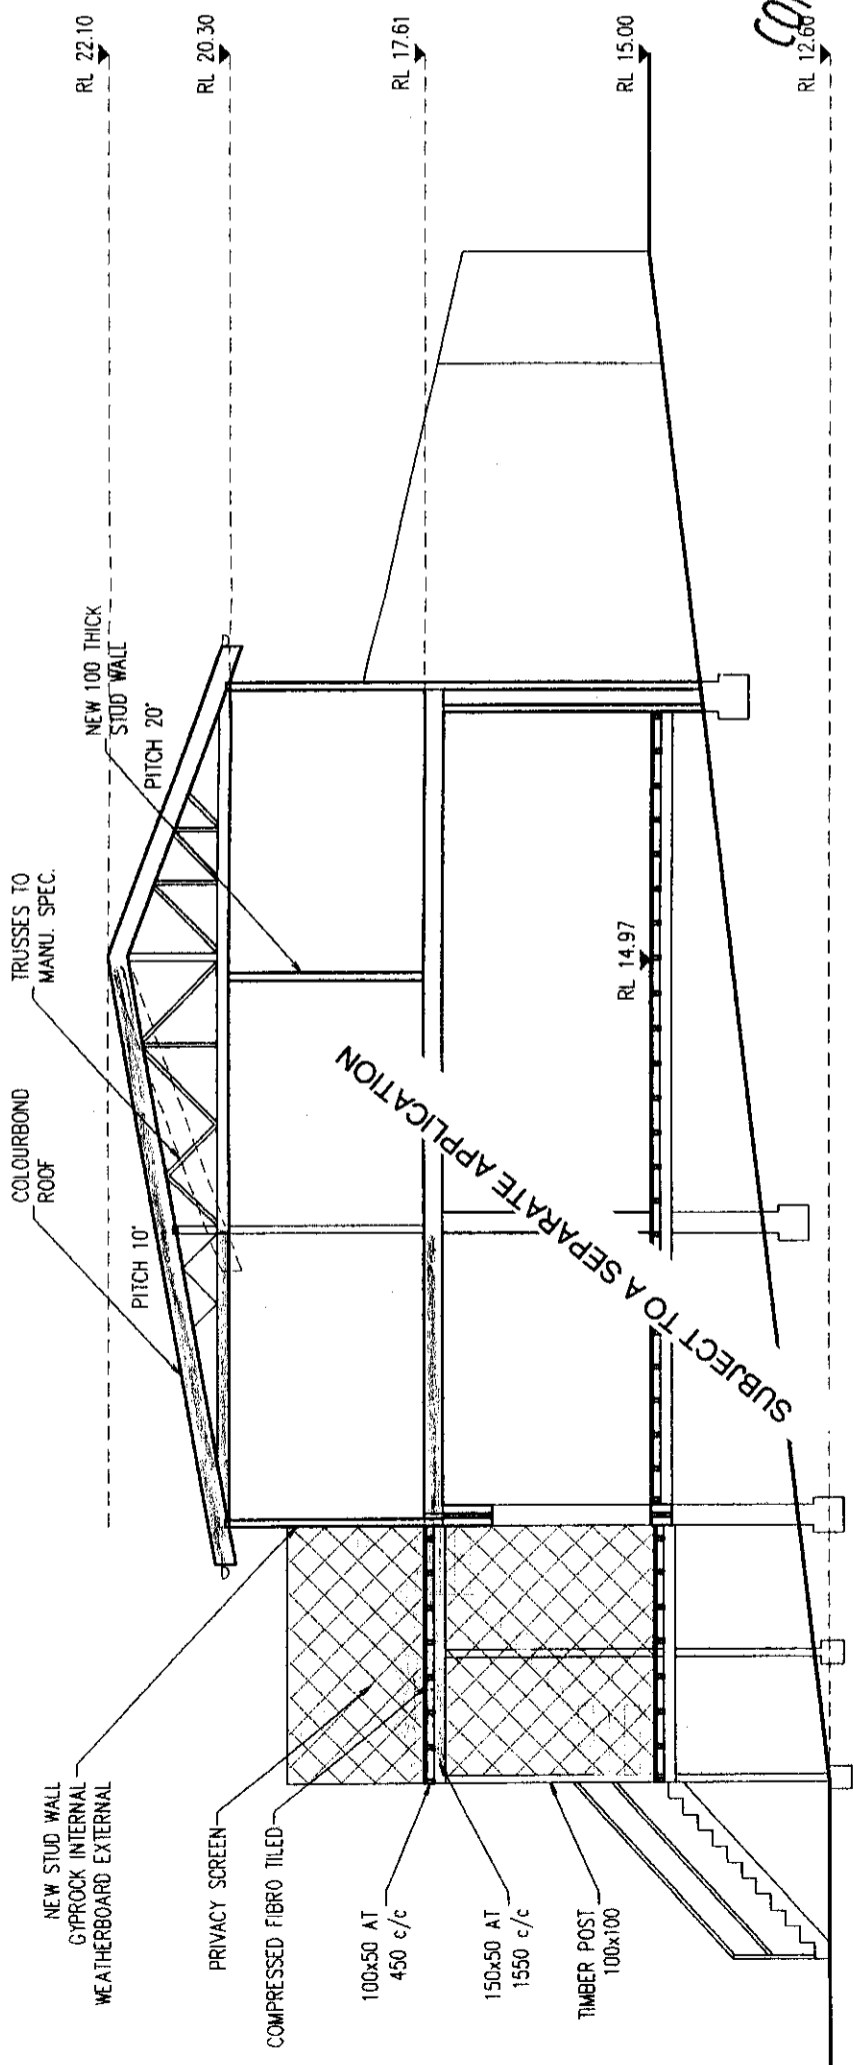 COLOURBOND
ROOF
TRUSSES TO
MANU. SPEC.
NEW 100 THICK
STUD WALL
PITCH 10°
PITCH 20°
RL 22.10
RL 20.30
RL 17.61
RL 15.00
RL 12.60
RL 14.97
NEW STUD WALL
GYPROCK INTERNAL
WEATHERBOARD EXTERNAL
PRIVACY SCREEN
COMPRESSED FIBRO TILED
100x50 AT
450 c/c
150x50 AT
1550 c/c
TIMBER POST
100x100
SUBJECT TO A SEPARATE APPLICATION